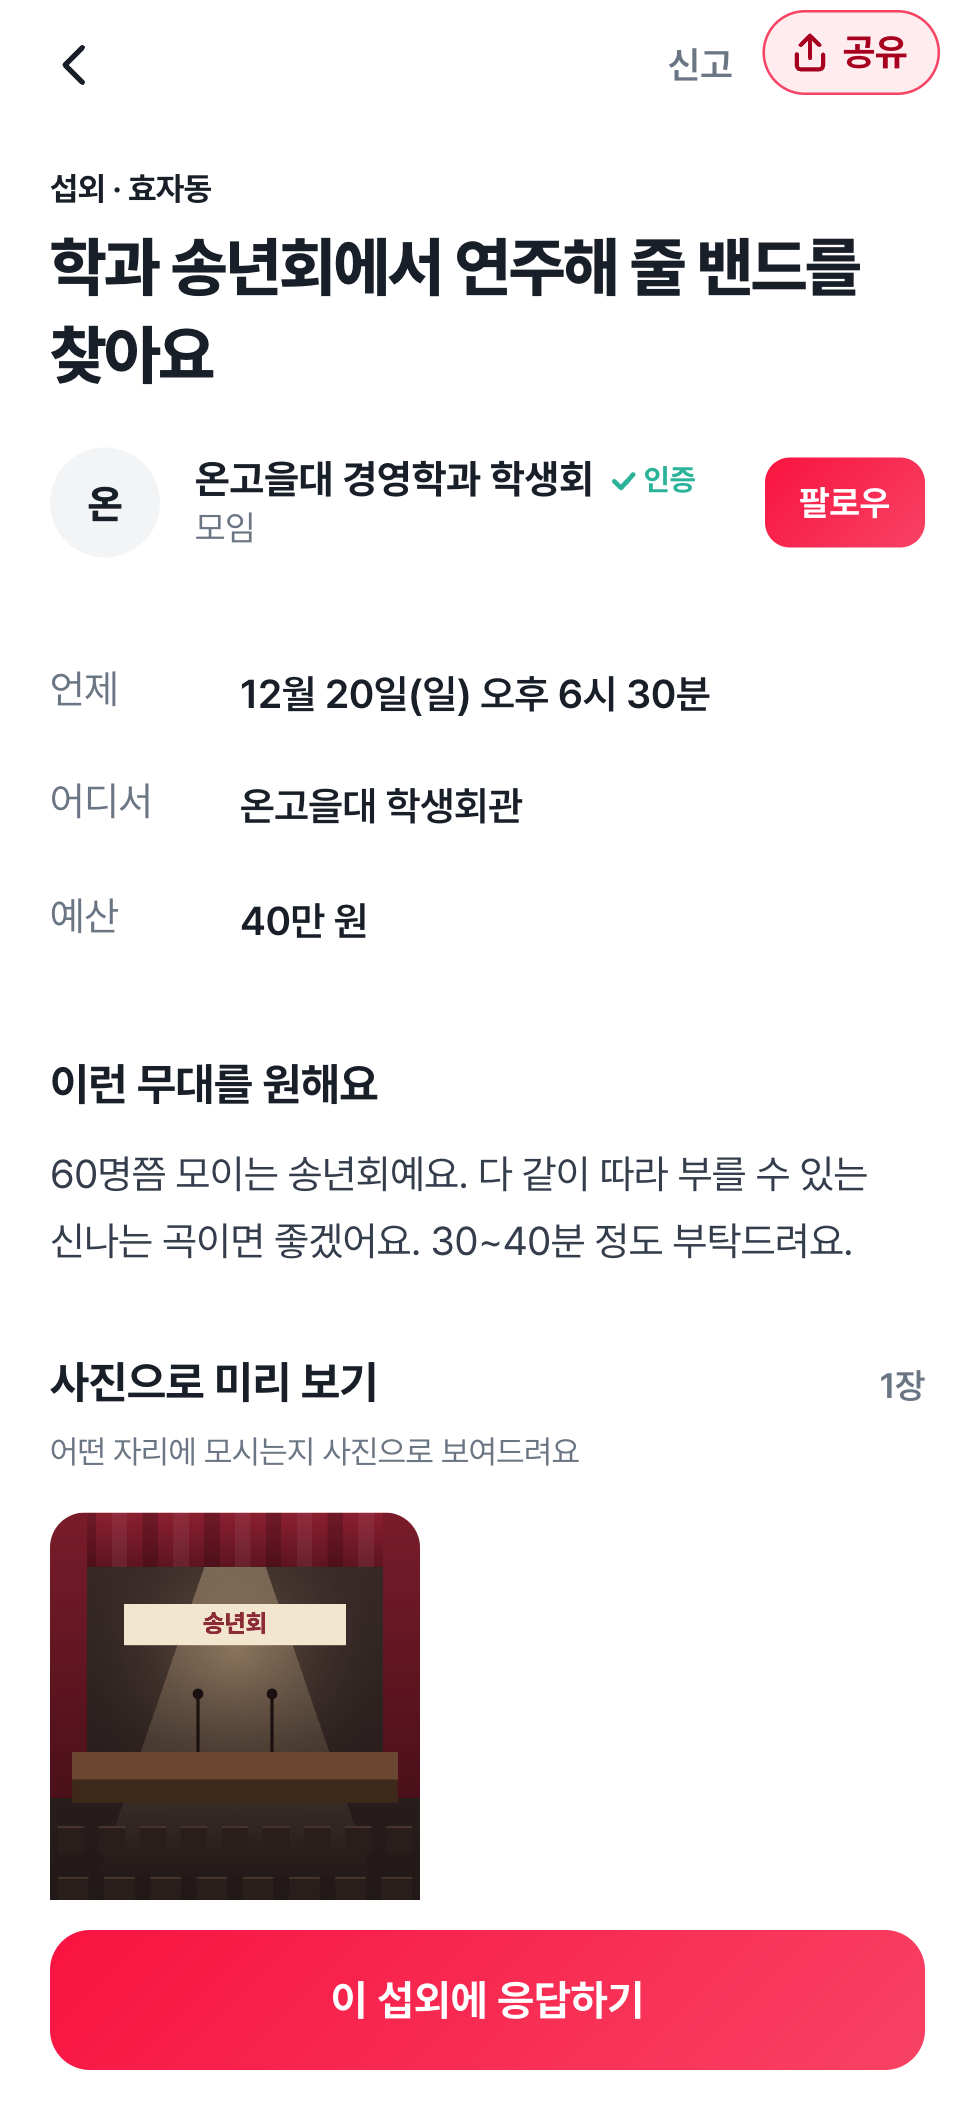 신고
공유
섭외 · 효자동
학과 송년회에서 연주해 줄 밴드를
찾아요
온
온고을대 경영학과 학생회
인증
모임
팔로우
언제
12월 20일(일) 오후 6시 30분
어디서
온고을대 학생회관
예산
40만 원
이런 무대를 원해요
60명쯤 모이는 송년회예요. 다 같이 따라 부를 수 있는
신나는 곡이면 좋겠어요. 30~40분 정도 부탁드려요.
사진으로 미리 보기
1장
어떤 자리에 모시는지 사진으로 보여드려요
송년회
이 섭외에 응답하기